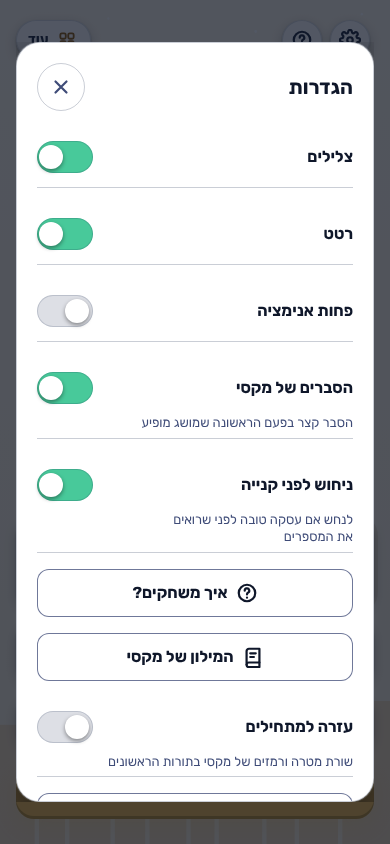 עוד
הגדרות
צלילים
רטט
פחות אנימציה
הסברים של מקסי
הסבר קצר בפעם הראשונה שמושג מופיע
ניחוש לפני קנייה
לנחש אם עסקה טובה לפני שרואים
את המספרים
איך משחקים?
המילון של מקסי
עזרה למתחילים
שורת מטרה ורמזים של מקסי בתורות הראשונים